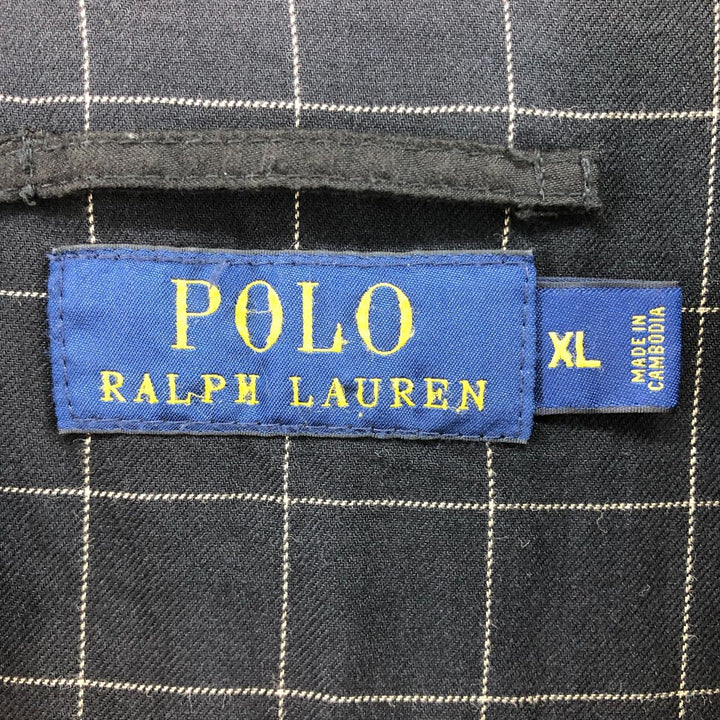 POLO
RALPH LAUREN
XL
MADE IN
CAMBODIA